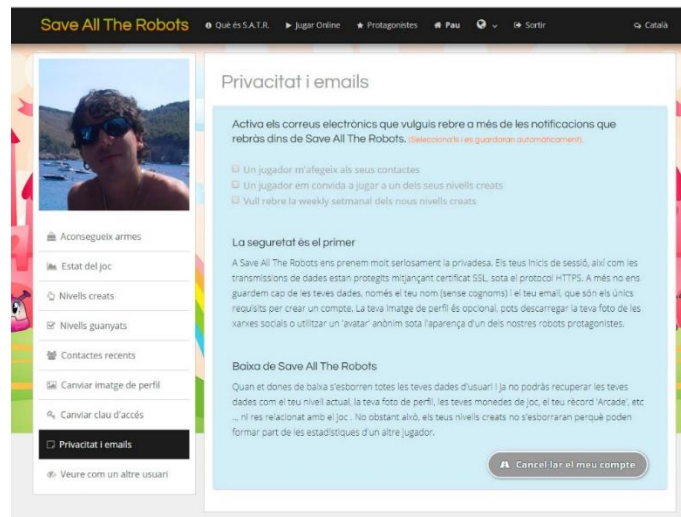 Save All The Robots
Què és S.A.T.R.
Jugar Online
Protagonistes
Pau
Sortir
Català
Privacitat i emails
Activa els correus electrònics que vulguis rebre a més de les notificacions que
rebràs dins de Save All The Robots. (Selecciona'ls i es guardaran automàticament).
Un jugador m'afegeix als seus contactes
Un jugador em convida a jugar a un dels seus nivells creats
Vull rebre la weekly setmanal dels nous nivells creats
La seguretat és el primer
A Save All The Robots ens prenem molt seriosament la privadesa. Els teus inicis de sessió, així com les
transmissions de dades estan protegits mitjançant certificat SSL, sota el protocol HTTPS. A més no ens
guardem cap de les teves dades, només el teu nom (sense cognoms) i el teu email, que són els únics
requisits per crear un compte. La teva imatge de perfil és opcional, pots descarregar la teva foto de les
xarxes socials o utilitzar un 'avatar' anònim sota l'aparença d'un dels nostres robots protagonistes.
Baixa de Save All The Robots
Quan et dones de baixa s'esborren totes les teves dades d'usuari i ja no podràs recuperar les teves
dades com el teu nivell actual, la teva foto de perfil, les teves monedes de joc, el teu rècord 'Arcade', etc
... ni res relacionat amb el joc . No obstant això, els teus nivells creats no s'esborraran perquè poden
formar part de les estadístiques d'un altre jugador.
Cancel·lar el meu compte
Aconsegueix armes
Estat del joc
Nivells creats
Nivells guanyats
Contactes recents
Canviar imatge de perfil
Canviar clau d'accés
Privacitat i emails
Veure com un altre usuari